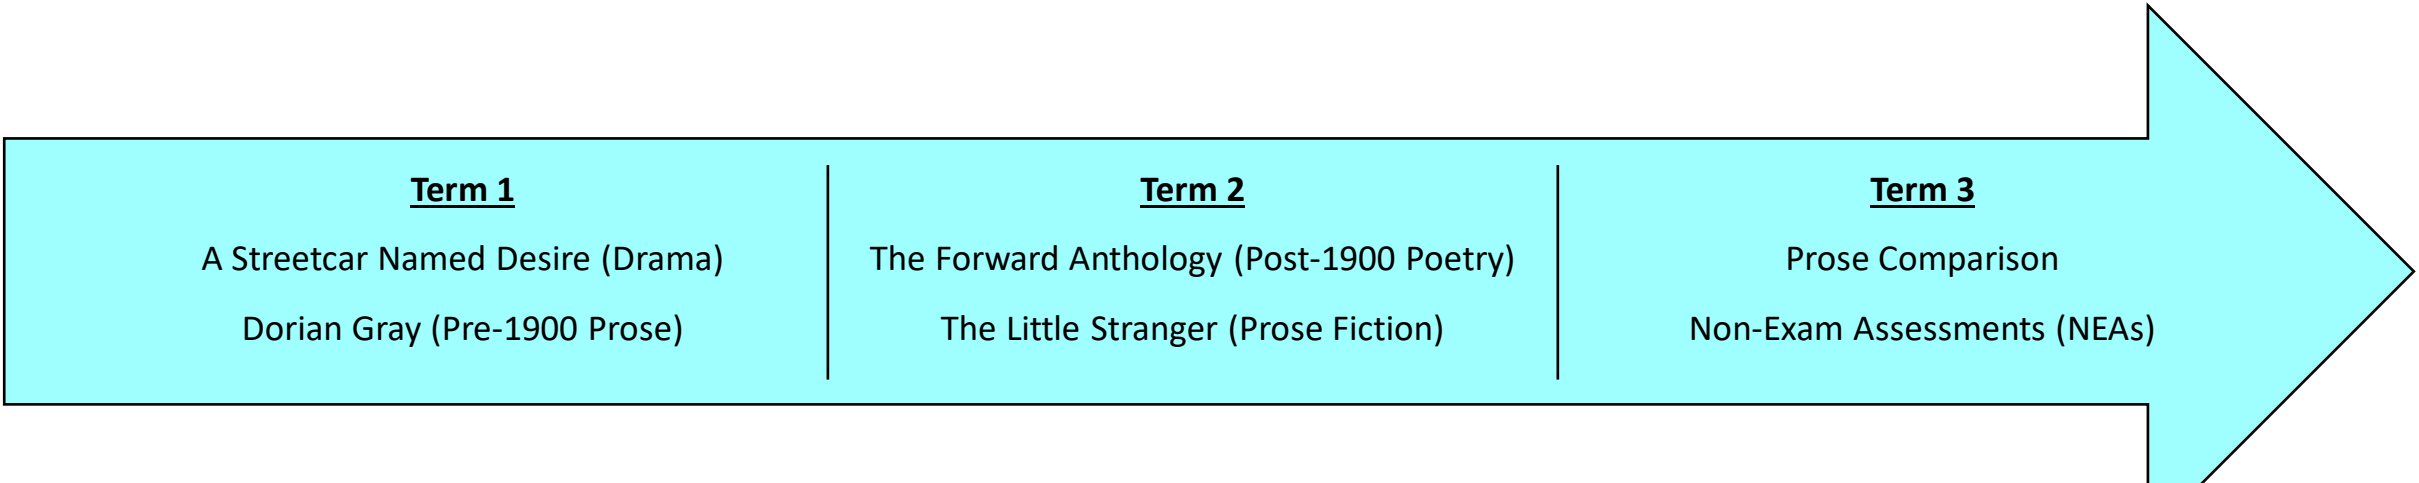 Term 1
A Streetcar Named Desire (Drama)
Dorian Gray (Pre-1900 Prose)
Term 2
The Forward Anthology (Post-1900 Poetry)
The Little Stranger (Prose Fiction)
Term 3
Prose Comparison
Non-Exam Assessments (NEAs)